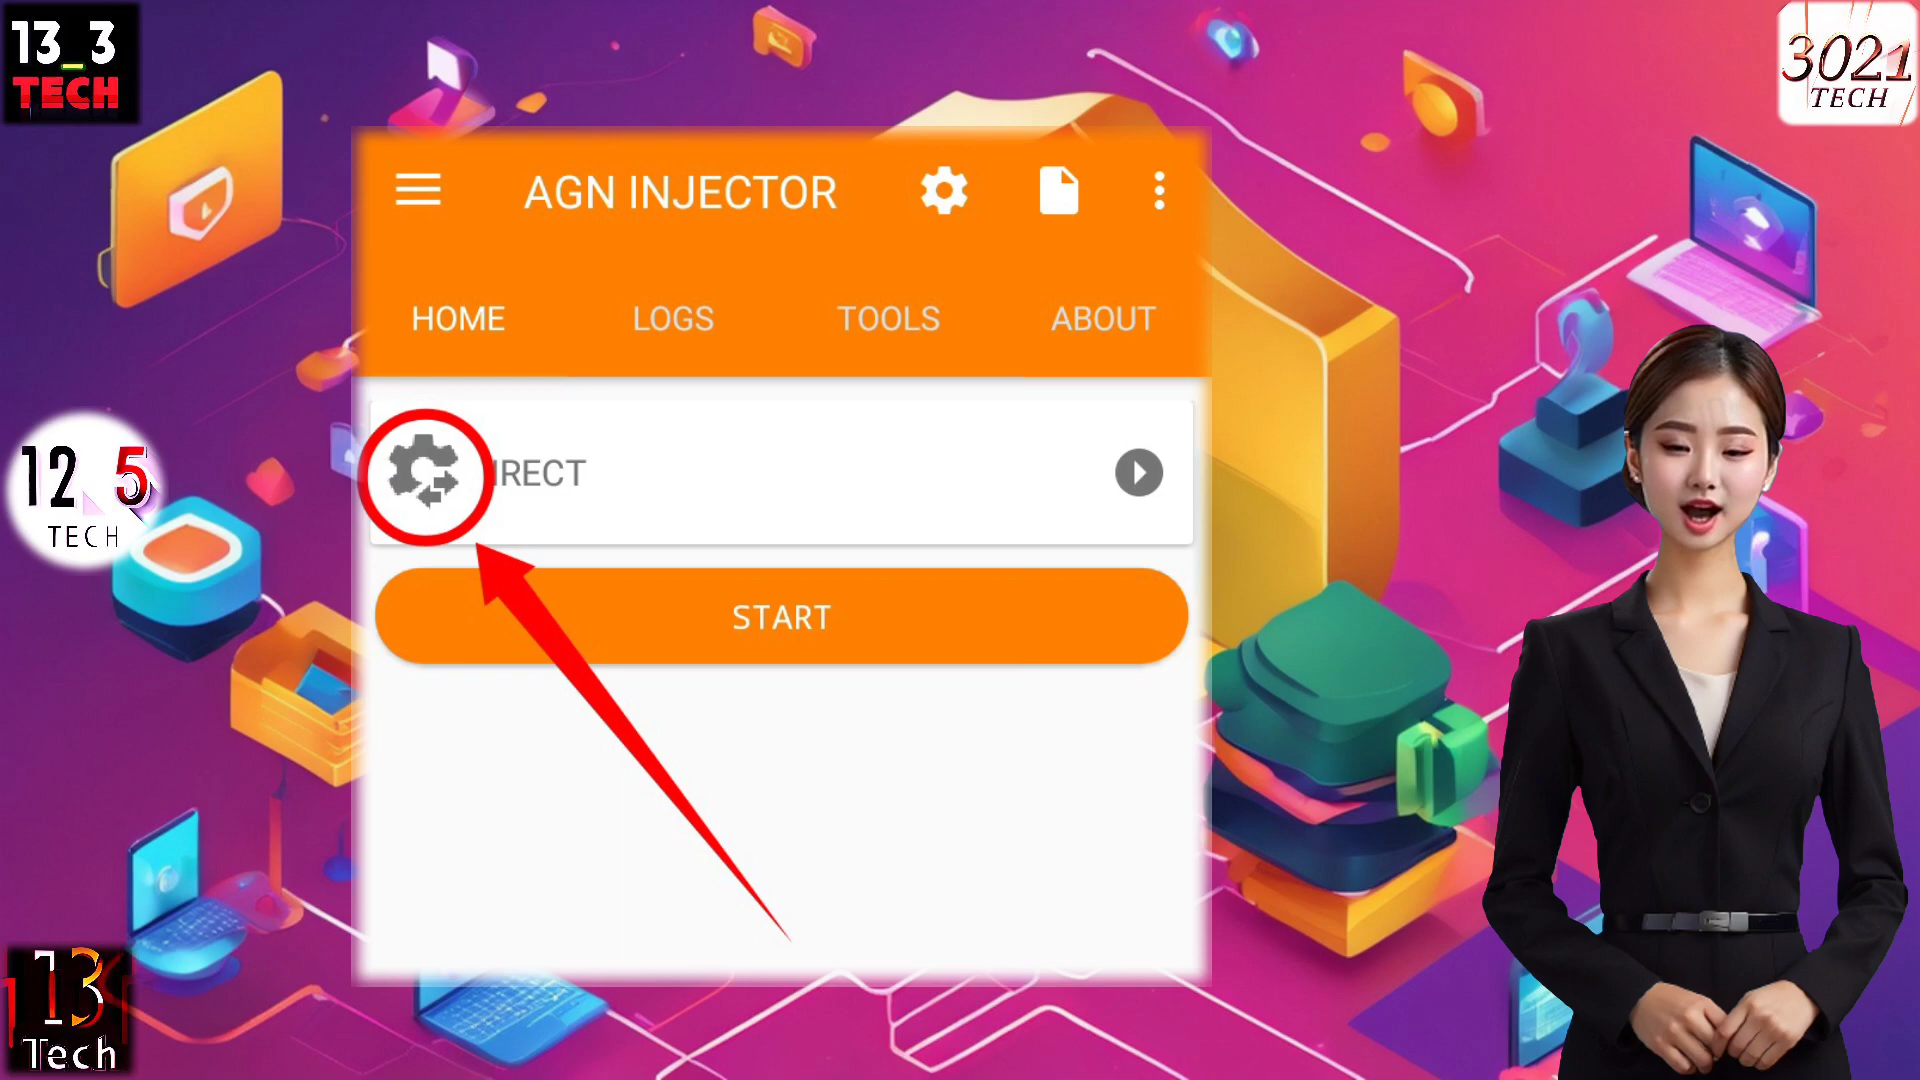 13_3
TECH
3021
TECH
AGN INJECTOR
HOME LOGS TOOLS ABOUT
12 5
TECH
IRECT
START
13
Tech